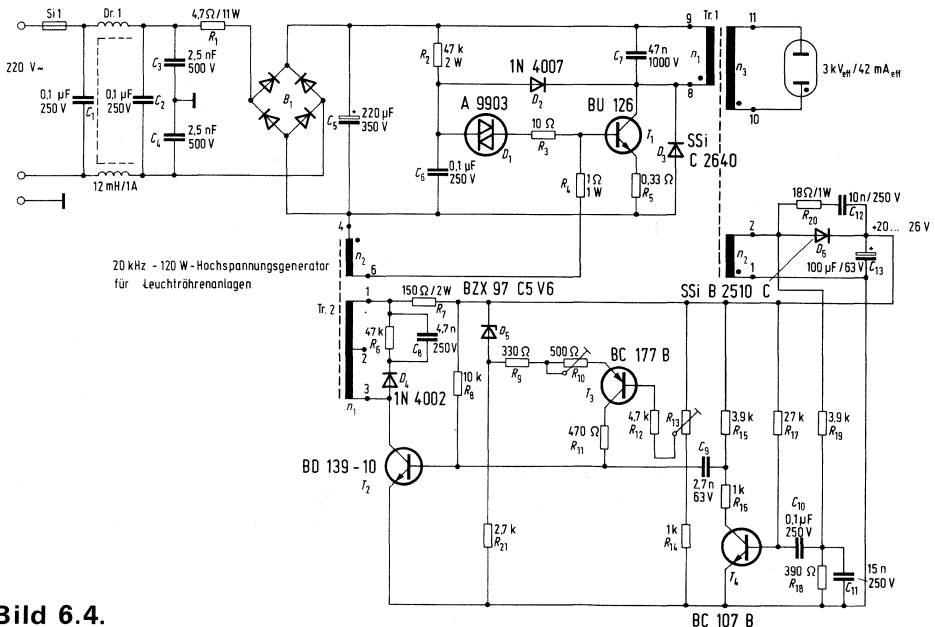 Si 1
Dr. 1
4,7Ω/11W
R1
220 V~
0,1 µF
250 V
C1
0,1 µF
250V
C2
C3
2,5 nF
500 V
C4
2,5 nF
500 V
12 mH/1A
B1
C5
220 µF
350 V
R2
47 k
2 W
1N 4007
D2
C7
47n
1000 V
A 9903
D1
10 Ω
R3
BU 126
T1
C6
0,1 µF
250 V
R4
1Ω
1W
0,33 Ω
R5
D3
SSi
C 2640
9
Tr. 1
n1
8
11
n3
10
3 kVeff/42 mAeff
18Ω/1W
R20
10n/250 V
C12
+20... 26 V
2
n2
1
D6
100 µF/63 V
C13
SSi B 2510 C
4
n2
6
20 kHz - 120 W-Hochspannungsgenerator
für Leuchtröhrenanlagen
Tr. 2
1
2
3
n1
150 Ω/2W
R7
BZX 97 C5 V6
47 k
R6
4,7n
250V
C8
D4
1N 4002
10 k
R8
D5
330 Ω
R9
500 Ω
R10
BC 177 B
T3
470 Ω
R11
4,7 k
R12
R13
3,9k
R15
27 k
R17
3,9 k
R19
BD 139-10
T2
C9
2,7n
63 V
1k
R16
C10
0,1µF
250 V
2,7 k
R21
1k
R14
T4
390 Ω
R18
C11
15 n
250 V
BC 107 B
Bild 6.4.